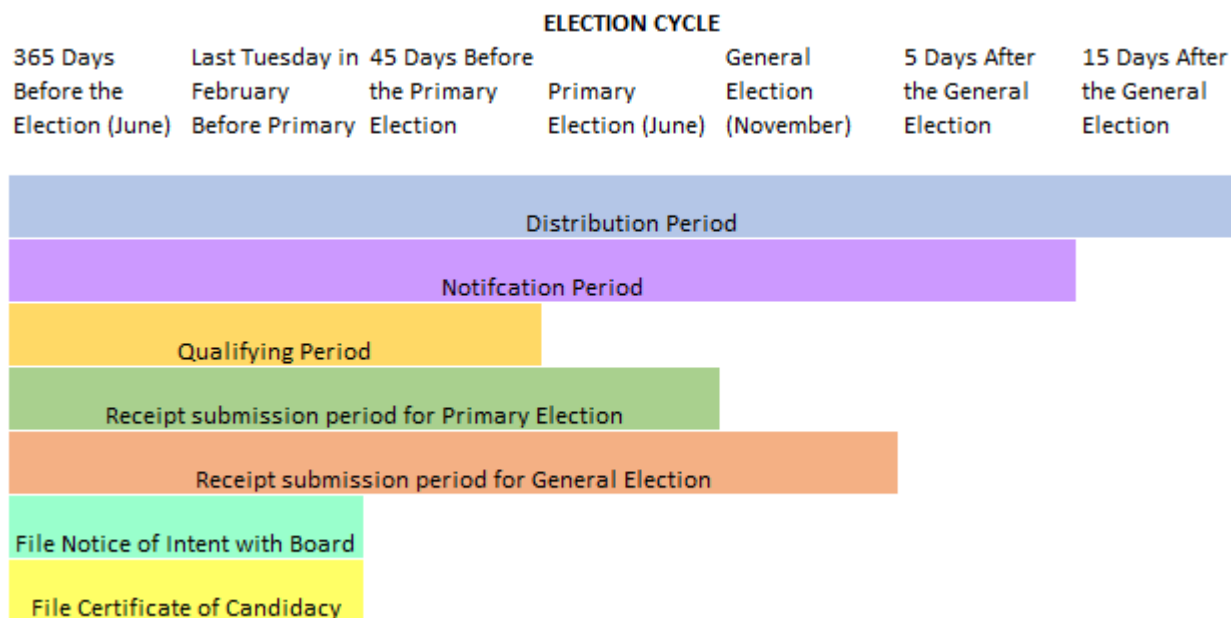 ELECTION CYCLE
365 Days
Before the
Election (June)
Last Tuesday in
February
Before Primary
45 Days Before
the Primary
Election
Primary
Election (June)
General
Election
(November)
5 Days After
the General
Election
15 Days After
the General
Election
Distribution Period
Notifcation Period
Qualifying Period
Receipt submission period for Primary Election
Receipt submission period for General Election
File Notice of Intent with Board
File Certificate of Candidacy